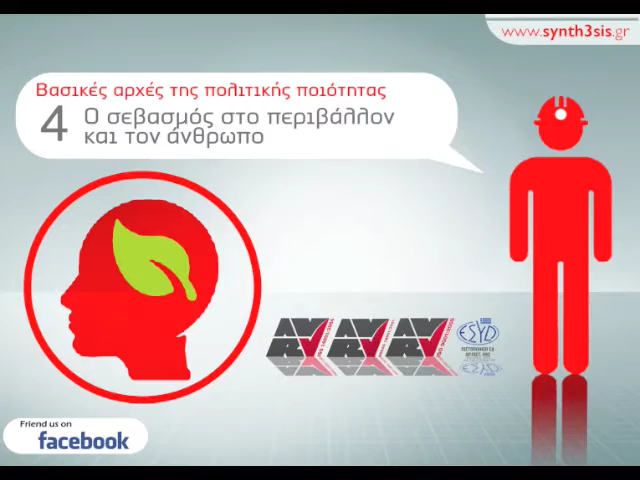 www.synth3sis.gr
Βασικές αρχές της πολιτικής ποιότητας
4 Ο σεβασμός στο περιβάλλον
και τον άνθρωπο
ΕΣΥΔ
Friend us on
facebook